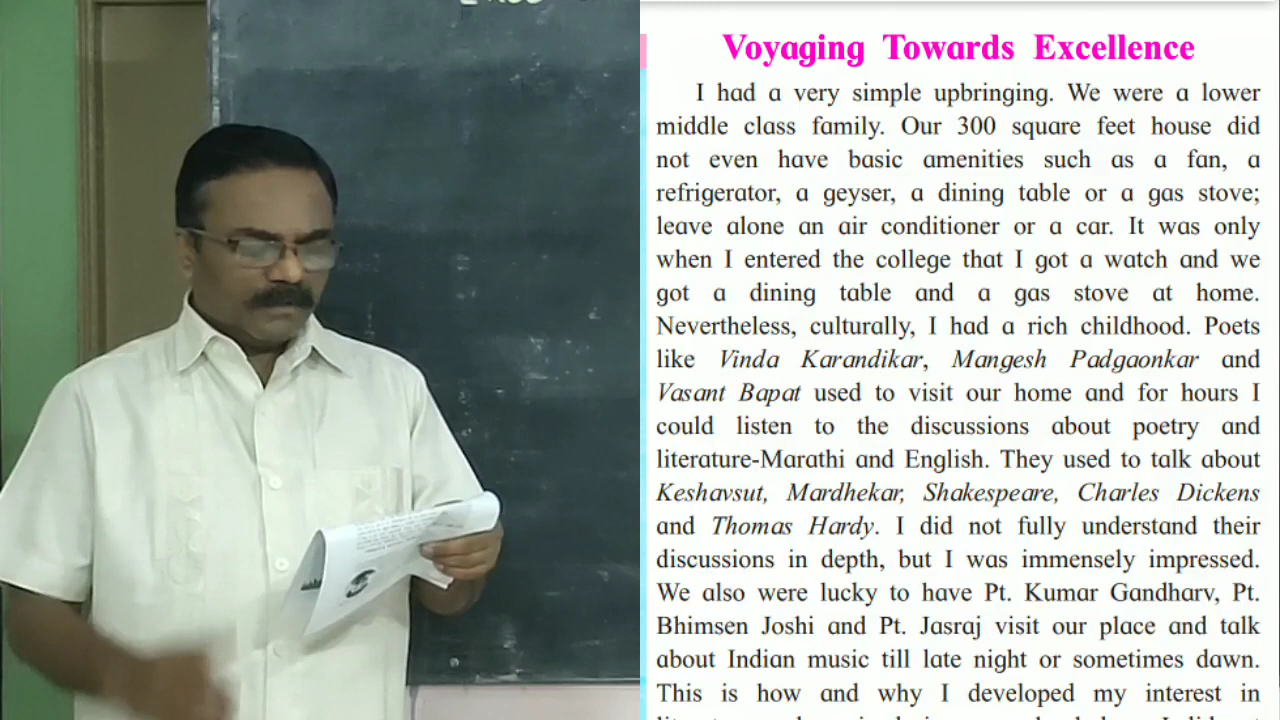 Voyaging Towards Excellence
I had a very simple upbringing. We were a lower
middle class family. Our 300 square feet house did
not even have basic amenities such as a fan, a
refrigerator, a geyser, a dining table or a gas stove;
leave alone an air conditioner or a car. It was only
when I entered the college that I got a watch and we
got a dining table and a gas stove at home.
Nevertheless, culturally, I had a rich childhood. Poets
like Vinda Karandikar, Mangesh Padgaonkar and
Vasant Bapat used to visit our home and for hours I
could listen to the discussions about poetry and
literature-Marathi and English. They used to talk about
Keshavsut, Mardhekar, Shakespeare, Charles Dickens
and Thomas Hardy. I did not fully understand their
discussions in depth, but I was immensely impressed.
We also were lucky to have Pt. Kumar Gandharv, Pt.
Bhimsen Joshi and Pt. Jasraj visit our place and talk
about Indian music till late night or sometimes dawn.
This is how and why I developed my interest in